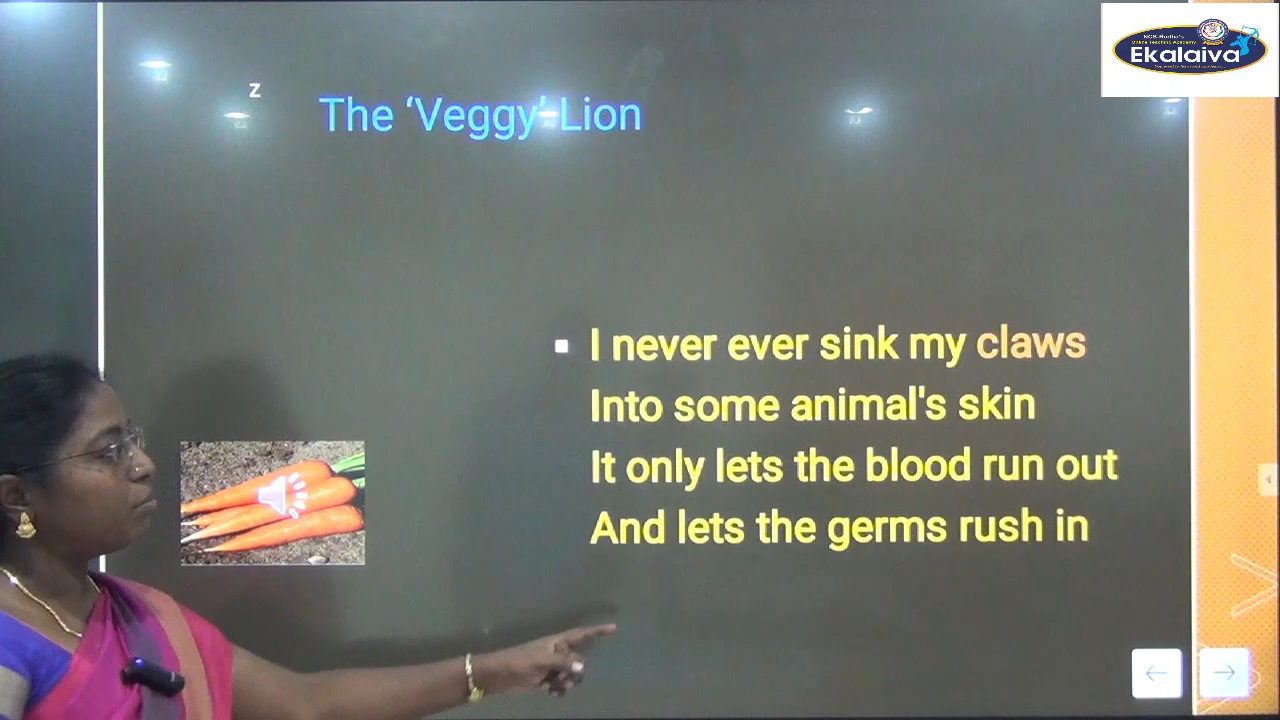 Ekalaiva
z
The ‘Veggy’ Lion
I never ever sink my claws
Into some animal's skin
It only lets the blood run out
And lets the germs rush in